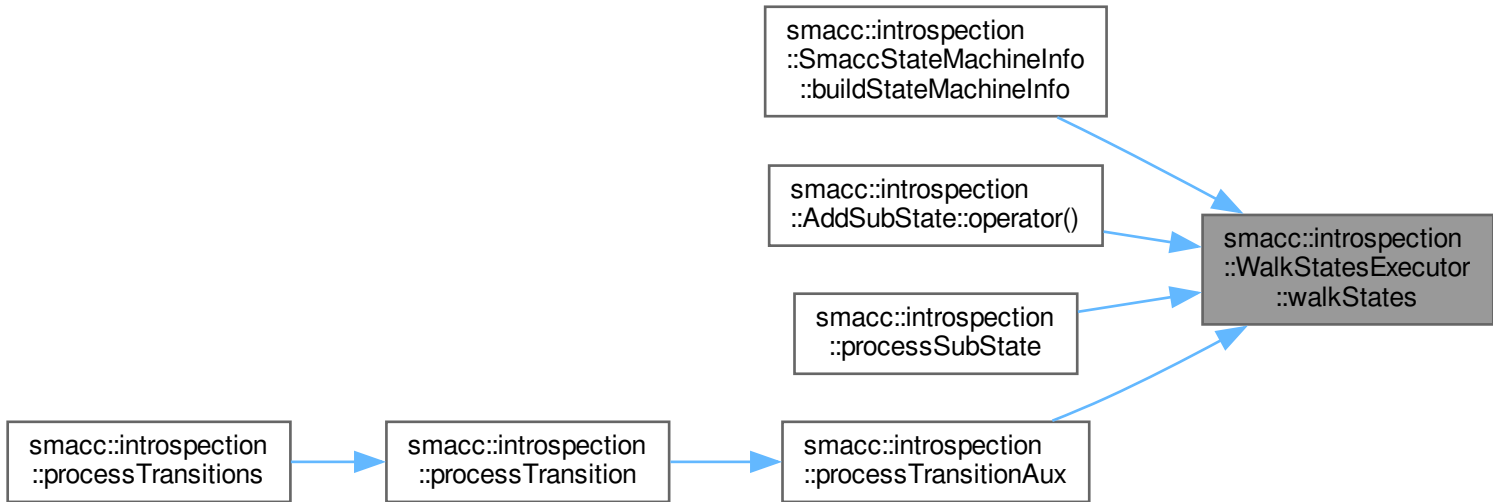 smacc::introspection
::SmaccStateMachineInfo
::buildStateMachineInfo
smacc::introspection
::AddSubState::operator()
smacc::introspection
::WalkStatesExecutor
::walkStates
smacc::introspection
::processSubState
smacc::introspection
::processTransitions
smacc::introspection
::processTransition
smacc::introspection
::processTransitionAux